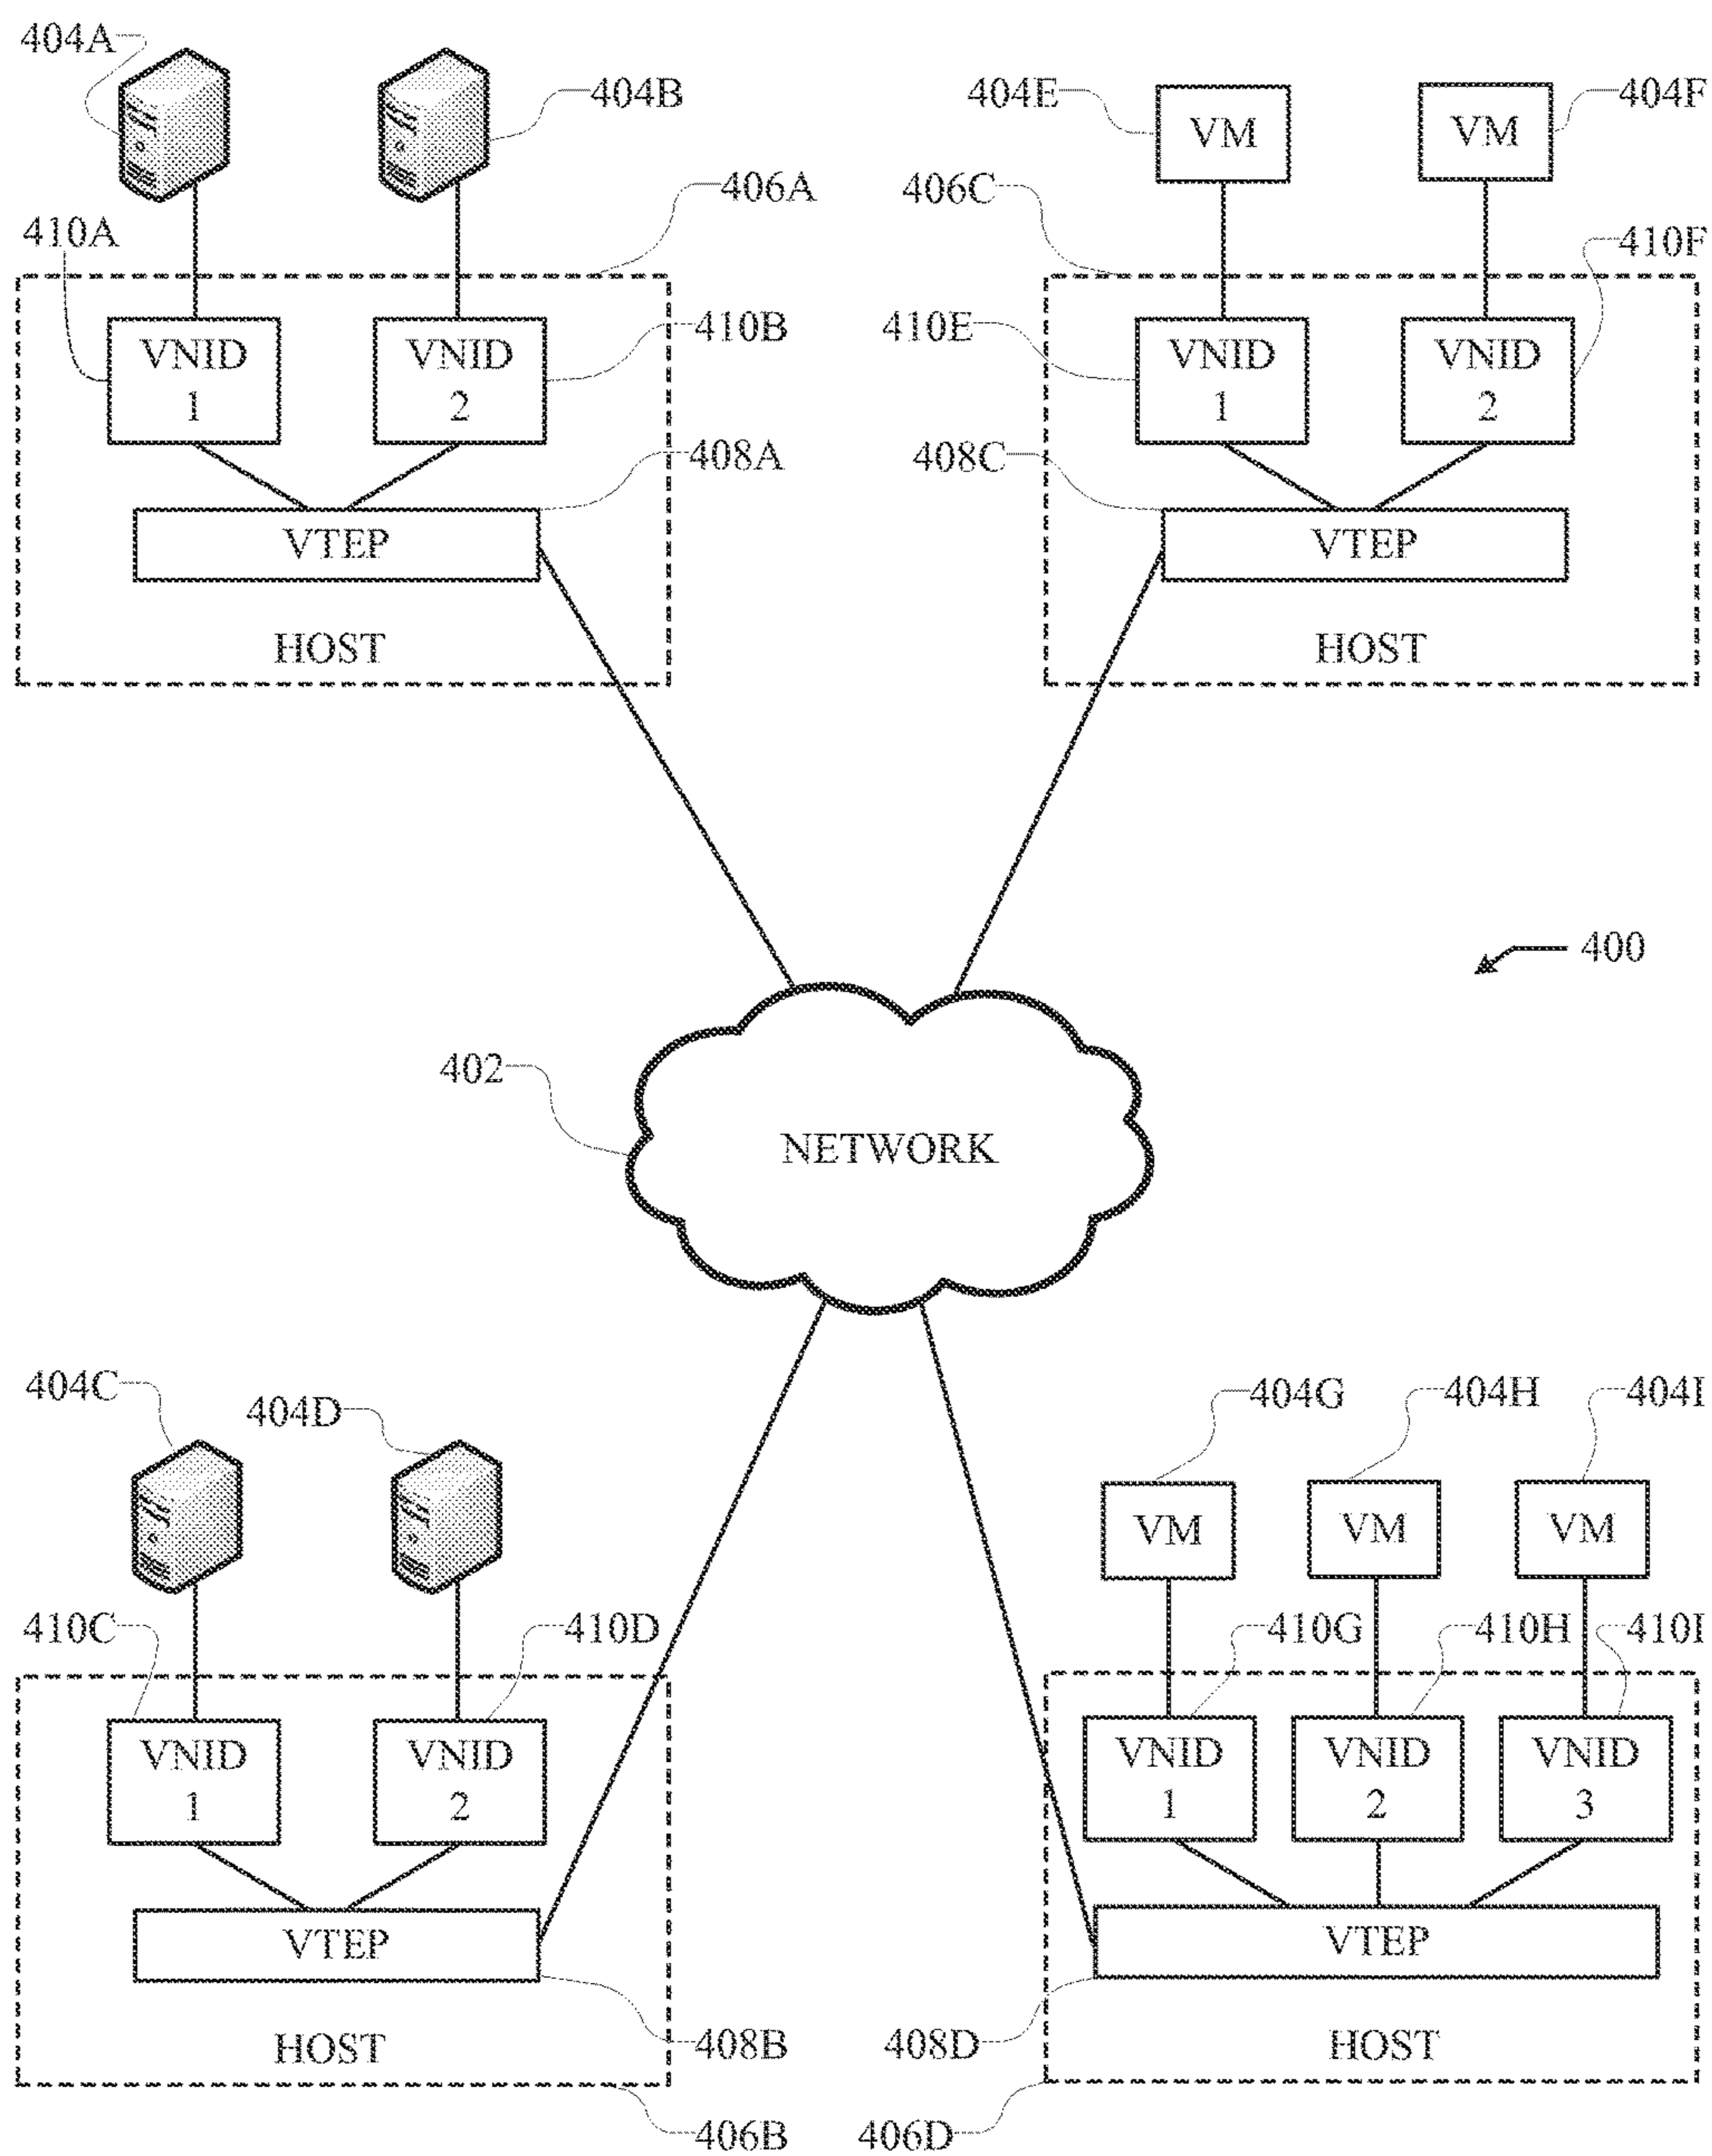 404A
404B
404E
VM
VM
404F
406A
406C
410A
410F
VNID
1
VNID
2
410B
410E
VNID
1
VNID
2
408A
408C
VTEP
VTEP
HOST
HOST
400
402
NETWORK
404C
404D
404G
404H
404I
VM
VM
VM
410C
410D
410G
410H
410I
VNID
1
VNID
2
VNID
1
VNID
2
VNID
3
VTEP
VTEP
HOST
408B
408D
HOST
406B
406D